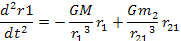 d²r1/dt² = − GM/r₁³ r₁ + Gm₂/r₂₁³ r₂₁